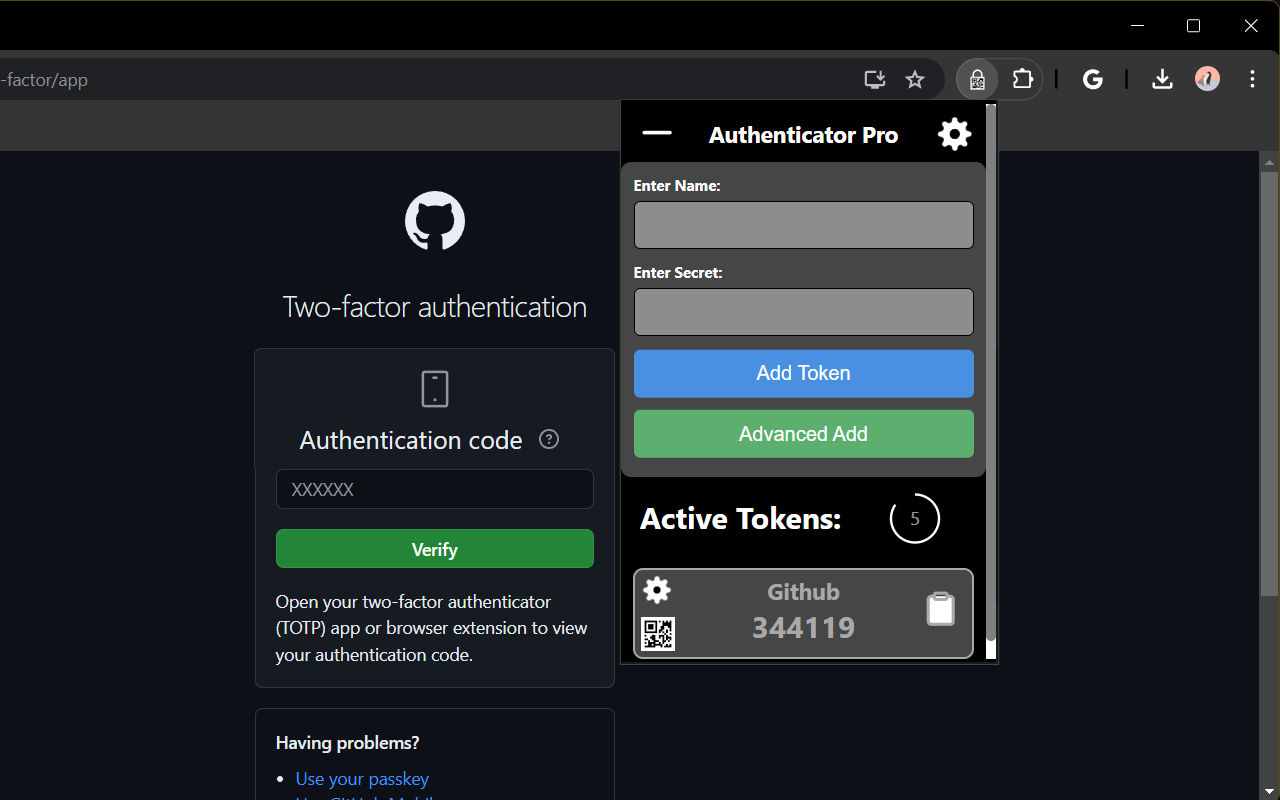 -factor/app
Authenticator Pro
Enter Name:
Enter Secret:
Add Token
Advanced Add
Active Tokens:
5
Github
344119
Two-factor authentication
Authentication code
XXXXXX
Verify
Open your two-factor authenticator
(TOTP) app or browser extension to view
your authentication code.
Having problems?
Use your passkey